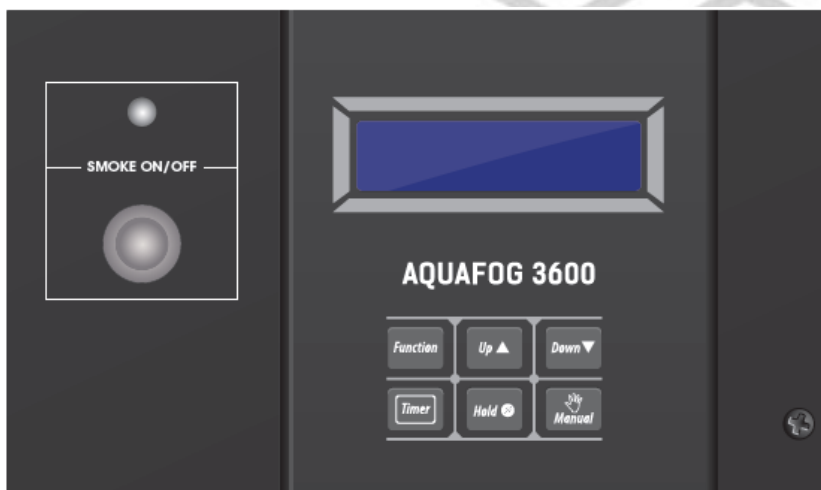 SMOKE ON/OFF
AQUAFOG 3600
Function
Up ▲
Down ▼
Timer
Hold ⊗
Manual